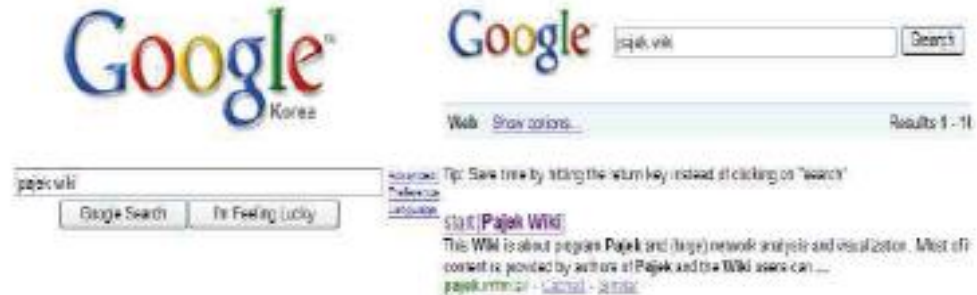 Google
Korea
pajek wiki
Google Search
I'm Feeling Lucky
Advanced
Preference
Language
Google
pajek wiki
Search
Web Show options...
Results 1 - 1
Tip: Save time by hitting the return key instead of clicking on "search"
start [Pajek Wiki]
This Wiki is about program Pajek and (large) network analysis and visualization. Most of
content is provided by authors of Pajek and the Wiki users can ...
Cached - Similar